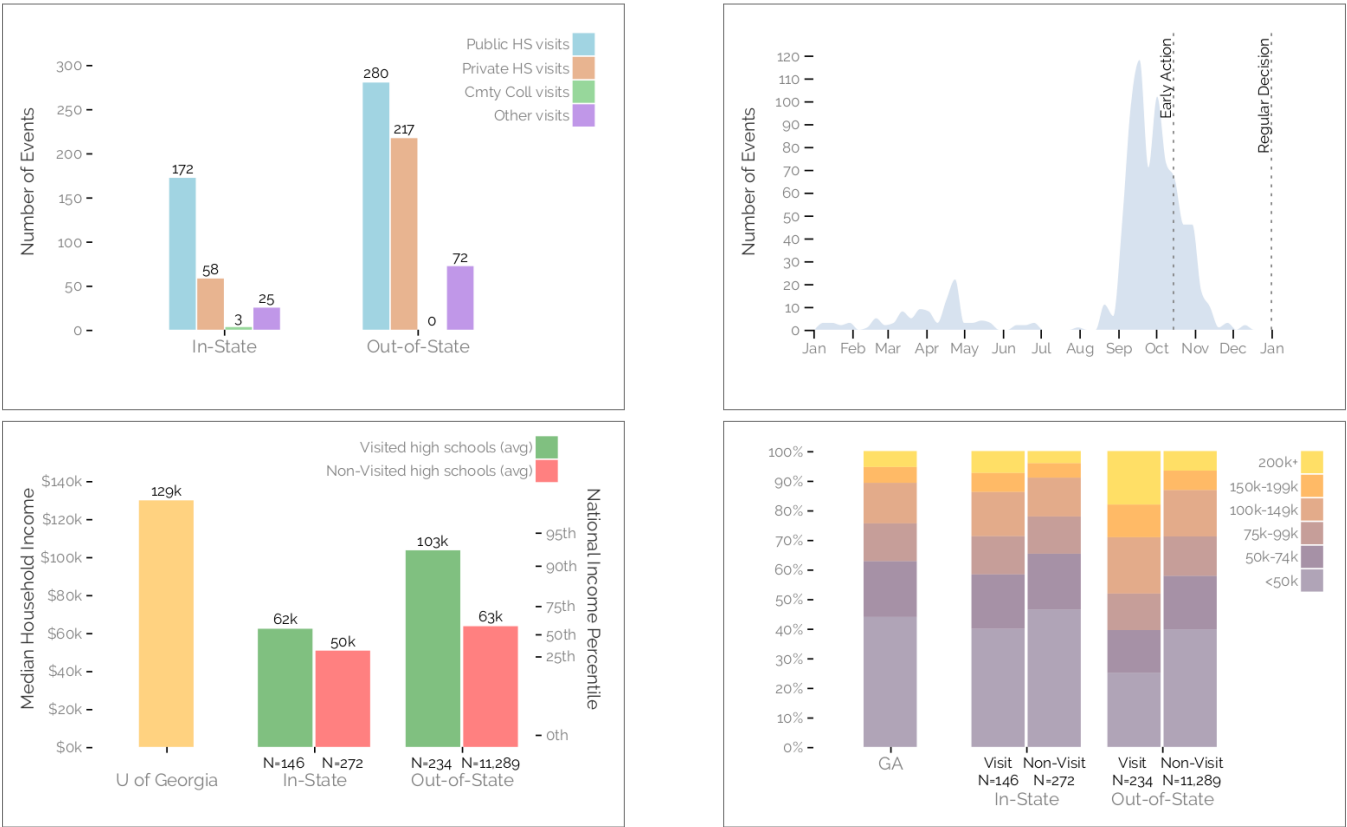 Public HS visits
Private HS visits
Cmty Coll visits
Other visits
Number of Events
300
250
200
150
100
50
0
172
58
3
25
280
217
0
72
In-State
Out-of-State
Number of Events
120
110
100
90
80
70
60
50
40
30
20
10
0
Early Action
Regular Decision
Jan Feb Mar Apr May Jun Jul Aug Sep Oct Nov Dec Jan
Visited high schools (avg)
Non-Visited high schools (avg)
Median Household Income
$140k
$120k
$100k
$80k
$60k
$40k
$20k
$0k
129k
62k
50k
103k
63k
National Income Percentile
95th
90th
75th
50th
25th
0th
N=146 N=272 N=234 N=11,289
U of Georgia In-State Out-of-State
100%
90%
80%
70%
60%
50%
40%
30%
20%
10%
0%
200k+
150k-199k
100k-149k
75k-99k
50k-74k
<50k
GA Visit Non-Visit Visit Non-Visit
N=146 N=272 N=234 N=11,289
In-State Out-of-State